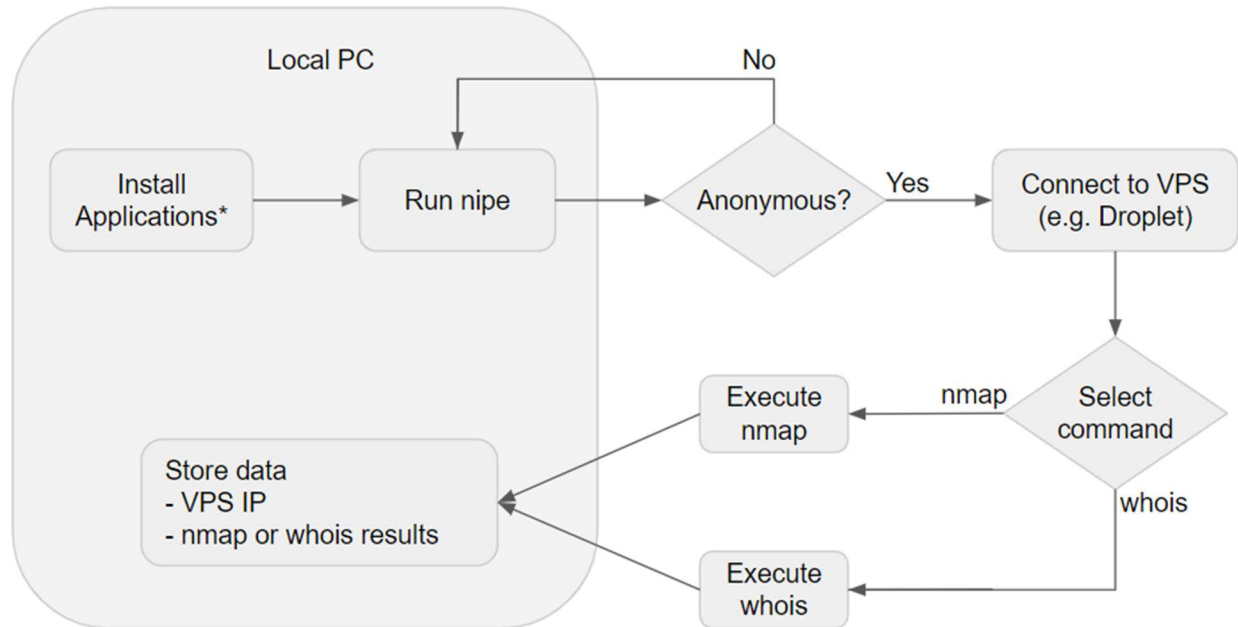 Local PC
No
Install
Applications*
Run nipe
Anonymous?
Yes
Connect to VPS
(e.g. Droplet)
Execute
nmap
nmap
Select
command
Store data
- VPS IP
- nmap or whois results
whois
Execute
whois